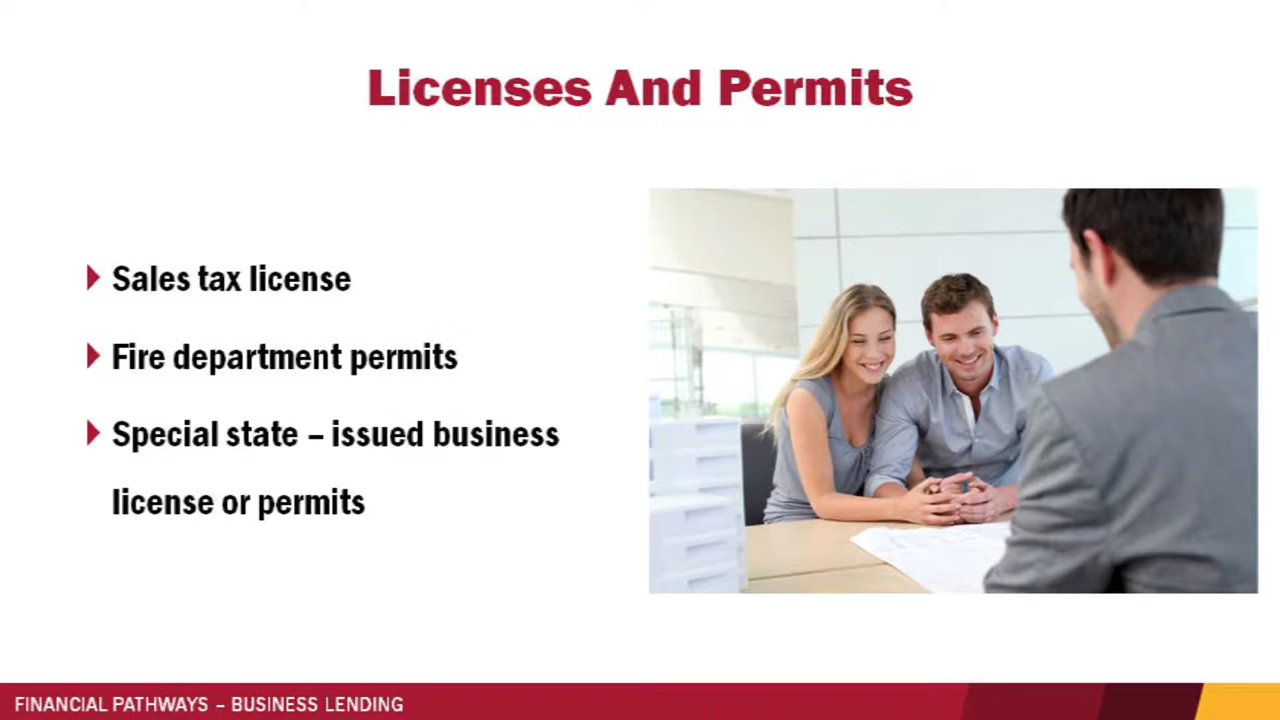 Licenses And Permits
Sales tax license
Fire department permits
Special state – issued business
license or permits
FINANCIAL PATHWAYS – BUSINESS LENDING